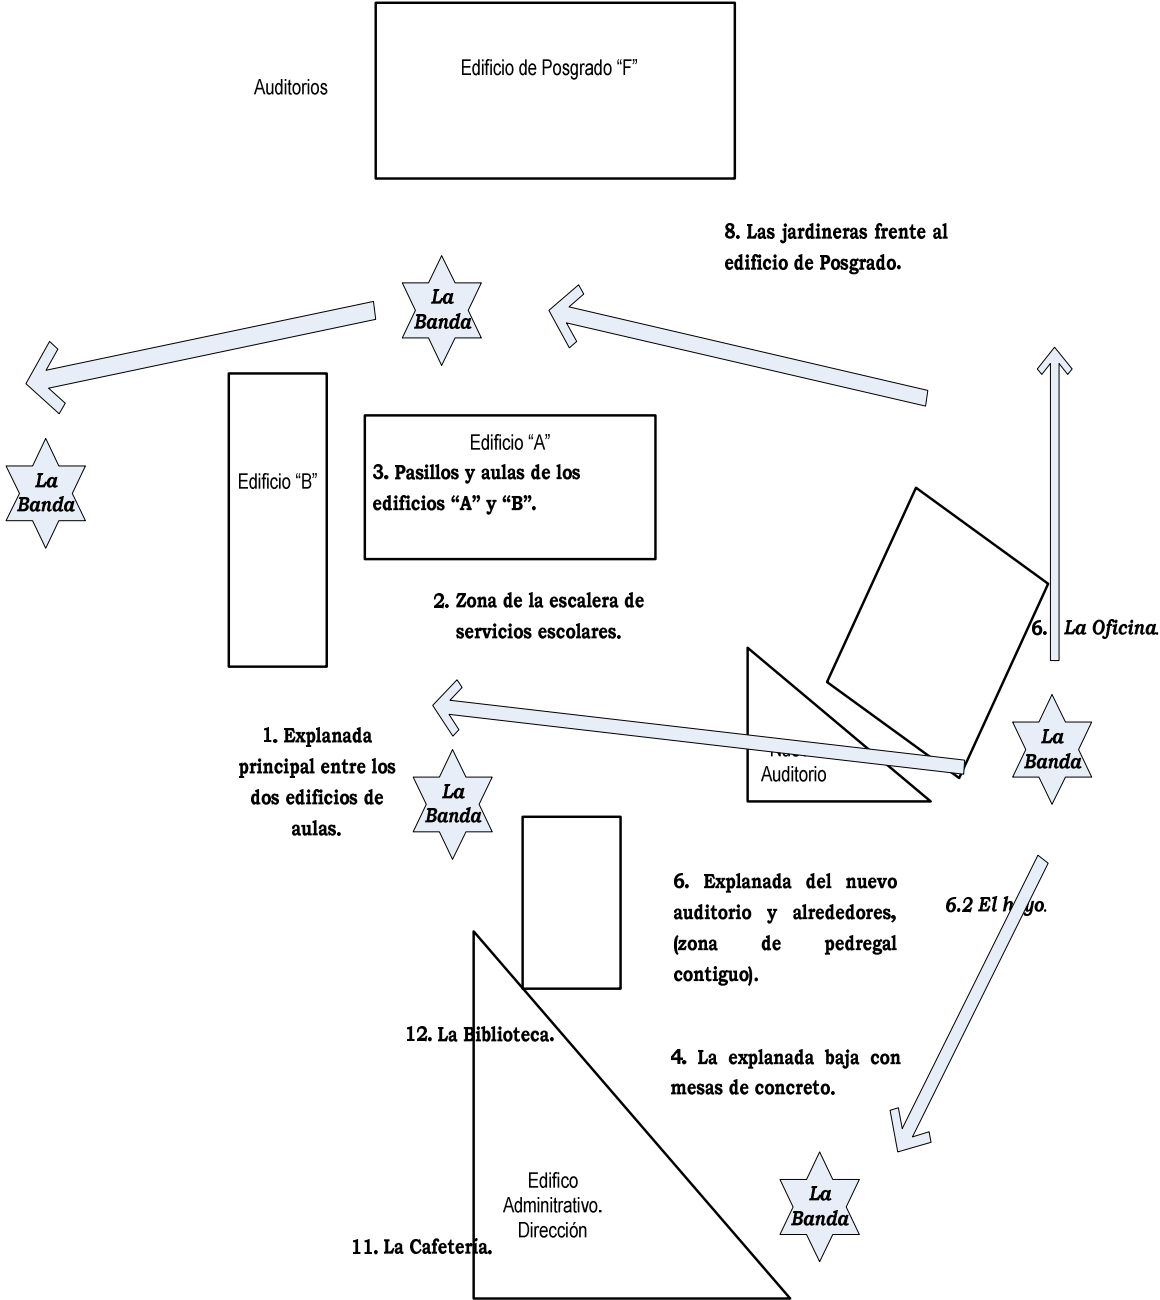 Edificio de Posgrado “F”
Auditorios
8. Las jardineras frente al
edificio de Posgrado.
La
Banda
Edificio “A”
3. Pasillos y aulas de los
edificios “A” y “B”.
Edificio “B”
La
Banda
2. Zona de la escalera de
servicios escolares.
6. La Oficina.
1. Explanada
principal entre los
dos edificios de
aulas.
La
Banda
Auditorio
La
Banda
6. Explanada del nuevo
auditorio y alrededores,
(zona de pedregal
contiguo).
6.2 El
12. La Biblioteca.
4. La explanada baja con
mesas de concreto.
Edifico
Adminitrativo.
Dirección
La
Banda
11. La Cafetería.